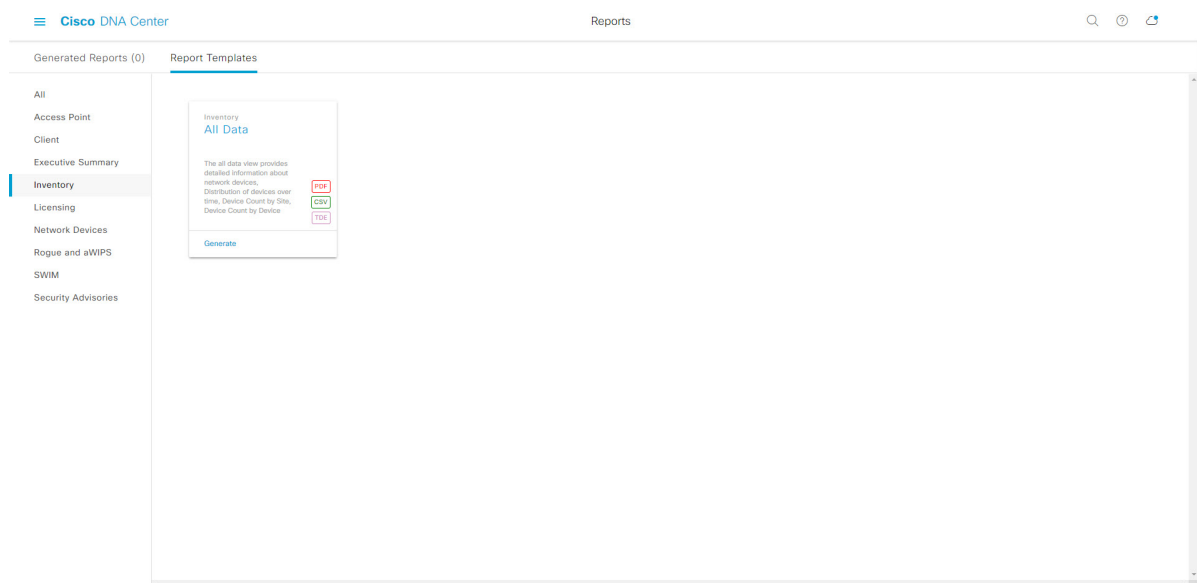 Cisco DNA Center
Reports
Generated Reports (0)
Report Templates
All
Access Point
Client
Executive Summary
Inventory
Licensing
Network Devices
Rogue and aWIPS
SWIM
Security Advisories
Inventory
All Data
The all data view provides
detailed information about
network devices,
Distribution of devices over
time, Device Count by Site,
Device Count by Device
PDF
CSV
TDE
Generate